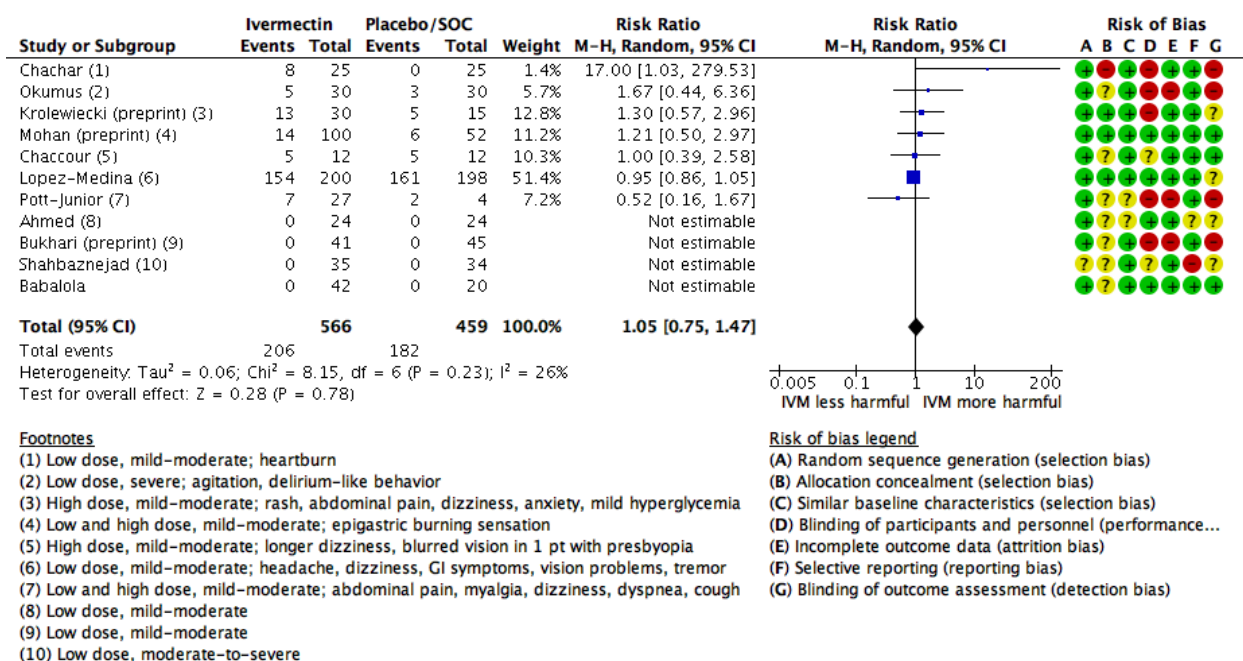 Ivermectin Placebo/SOC Risk Ratio Risk Ratio Risk of Bias
Study or Subgroup Events Total Events Total Weight M-H, Random, 95% CI M-H, Random, 95% CI A B C D E F G
Chachar (1) 8 25 0 25 1.4% 17.00 [1.03, 279.53] + - + - + + -
Okumus (2) 5 30 3 30 5.7% 1.67 [0.44, 6.36] + ? + - - + -
Krolewiecki (preprint) (3) 13 30 5 15 12.8% 1.30 [0.57, 2.96] + + + - + + ?
Mohan (preprint) (4) 14 100 6 52 11.2% 1.21 [0.50, 2.97] + + + + + + +
Chaccour (5) 5 12 5 12 10.3% 1.00 [0.39, 2.58] + ? + ? + + +
Lopez-Medina (6) 154 200 161 198 51.4% 0.95 [0.86, 1.05] + + + + + + ?
Pott-Junior (7) 7 27 2 4 7.2% 0.52 [0.16, 1.67] + ? ? - - + -
Ahmed (8) 0 24 0 24 Not estimable + ? ? + + ? ?
Bukhari (preprint) (9) 0 41 0 45 Not estimable + ? + - - + -
Shahbaznejad (10) 0 35 0 34 Not estimable ? ? + ? + - ?
Babalola 0 42 0 20 Not estimable + ? + + + + +
Total (95% CI) 566 459 100.0% 1.05 [0.75, 1.47]
Total events 206 182
Heterogeneity: Tau² = 0.06; Chi² = 8.15, df = 6 (P = 0.23); I² = 26%
Test for overall effect: Z = 0.28 (P = 0.78)
0.005 0.1 1 10 200
IVM less harmful IVM more harmful
Footnotes
(1) Low dose, mild-moderate; heartburn
(2) Low dose, severe; agitation, delirium-like behavior
(3) High dose, mild-moderate; rash, abdominal pain, dizziness, anxiety, mild hyperglycemia
(4) Low and high dose, mild-moderate; epigastric burning sensation
(5) High dose, mild-moderate; longer dizziness, blurred vision in 1 pt with presbyopia
(6) Low dose, mild-moderate; headache, dizziness, GI symptoms, vision problems, tremor
(7) Low and high dose, mild-moderate; abdominal pain, myalgia, dizziness, dyspnea, cough
(8) Low dose, mild-moderate
(9) Low dose, mild-moderate
(10) Low dose, moderate-to-severe
Risk of bias legend
(A) Random sequence generation (selection bias)
(B) Allocation concealment (selection bias)
(C) Similar baseline characteristics (selection bias)
(D) Blinding of participants and personnel (performance...
(E) Incomplete outcome data (attrition bias)
(F) Selective reporting (reporting bias)
(G) Blinding of outcome assessment (detection bias)